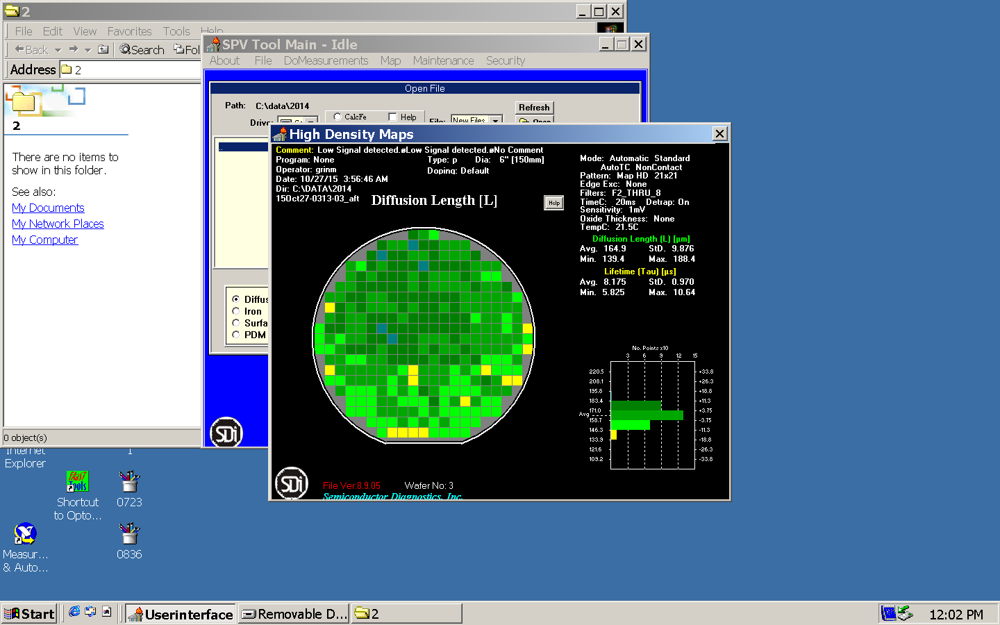 2
File Edit View Favorites Tools Help
Back Search Fol
Address 2
2
There are no items to
show in this folder.
See also:
My Documents
My Network Places
My Computer
0 object(s)
SPV Tool Main - Idle
About File DoMeasurements Map Maintenance Security
Open File
Path: C:\data\2014
Refresh
CalcFe Help
New Files
Iron
PDM
SDi
High Density Maps
Comment: Low Signal detected.øLow Signal detected.øNo Comment
Program: None Type: p Dia: 6" [150mm]
Operator: grinm Doping: Default
Date: 10/27/15 3:56:46 AM
Dir: C:\DATA\2014
15Oct27-0313-03_aft Diffusion Length [L]
Help
Mode: Automatic Standard
AutoTC NonContact
Pattern: Map HD 21x21
Edge Exc: None
Filters: F2_THRU_8
TimeC: 20ms Detrap: On
Sensitivity: 1mV
Oxide Thickness: None
TempC: 21.5C
Diffusion Length (L) [µm]
Avg. 164.9 StD. 9.876
Min. 139.4 Max. 188.4
Lifetime (Tau) [µs]
Avg. 8.175 StD. 0.970
Min. 5.825 Max. 10.64
No. Points x10
3 6 9 12 15
220.5 +33.8
208.1 +26.3
195.8 +18.8
183.4 +11.3
171.0 +3.75
Avg
158.7 -3.75
146.3 -11.3
133.9 -18.8
121.6 -26.3
109.2 -33.8
SDi
File Ver.8.9.05 Wafer No: 3
Semiconductor Diagnostics, Inc.
Internet
Explorer
1
FAST
Tools
Shortcut
to Opto...
0723
Measur...
& Auto...
0836
Start Userinterface Removable D... 2 12:02 PM